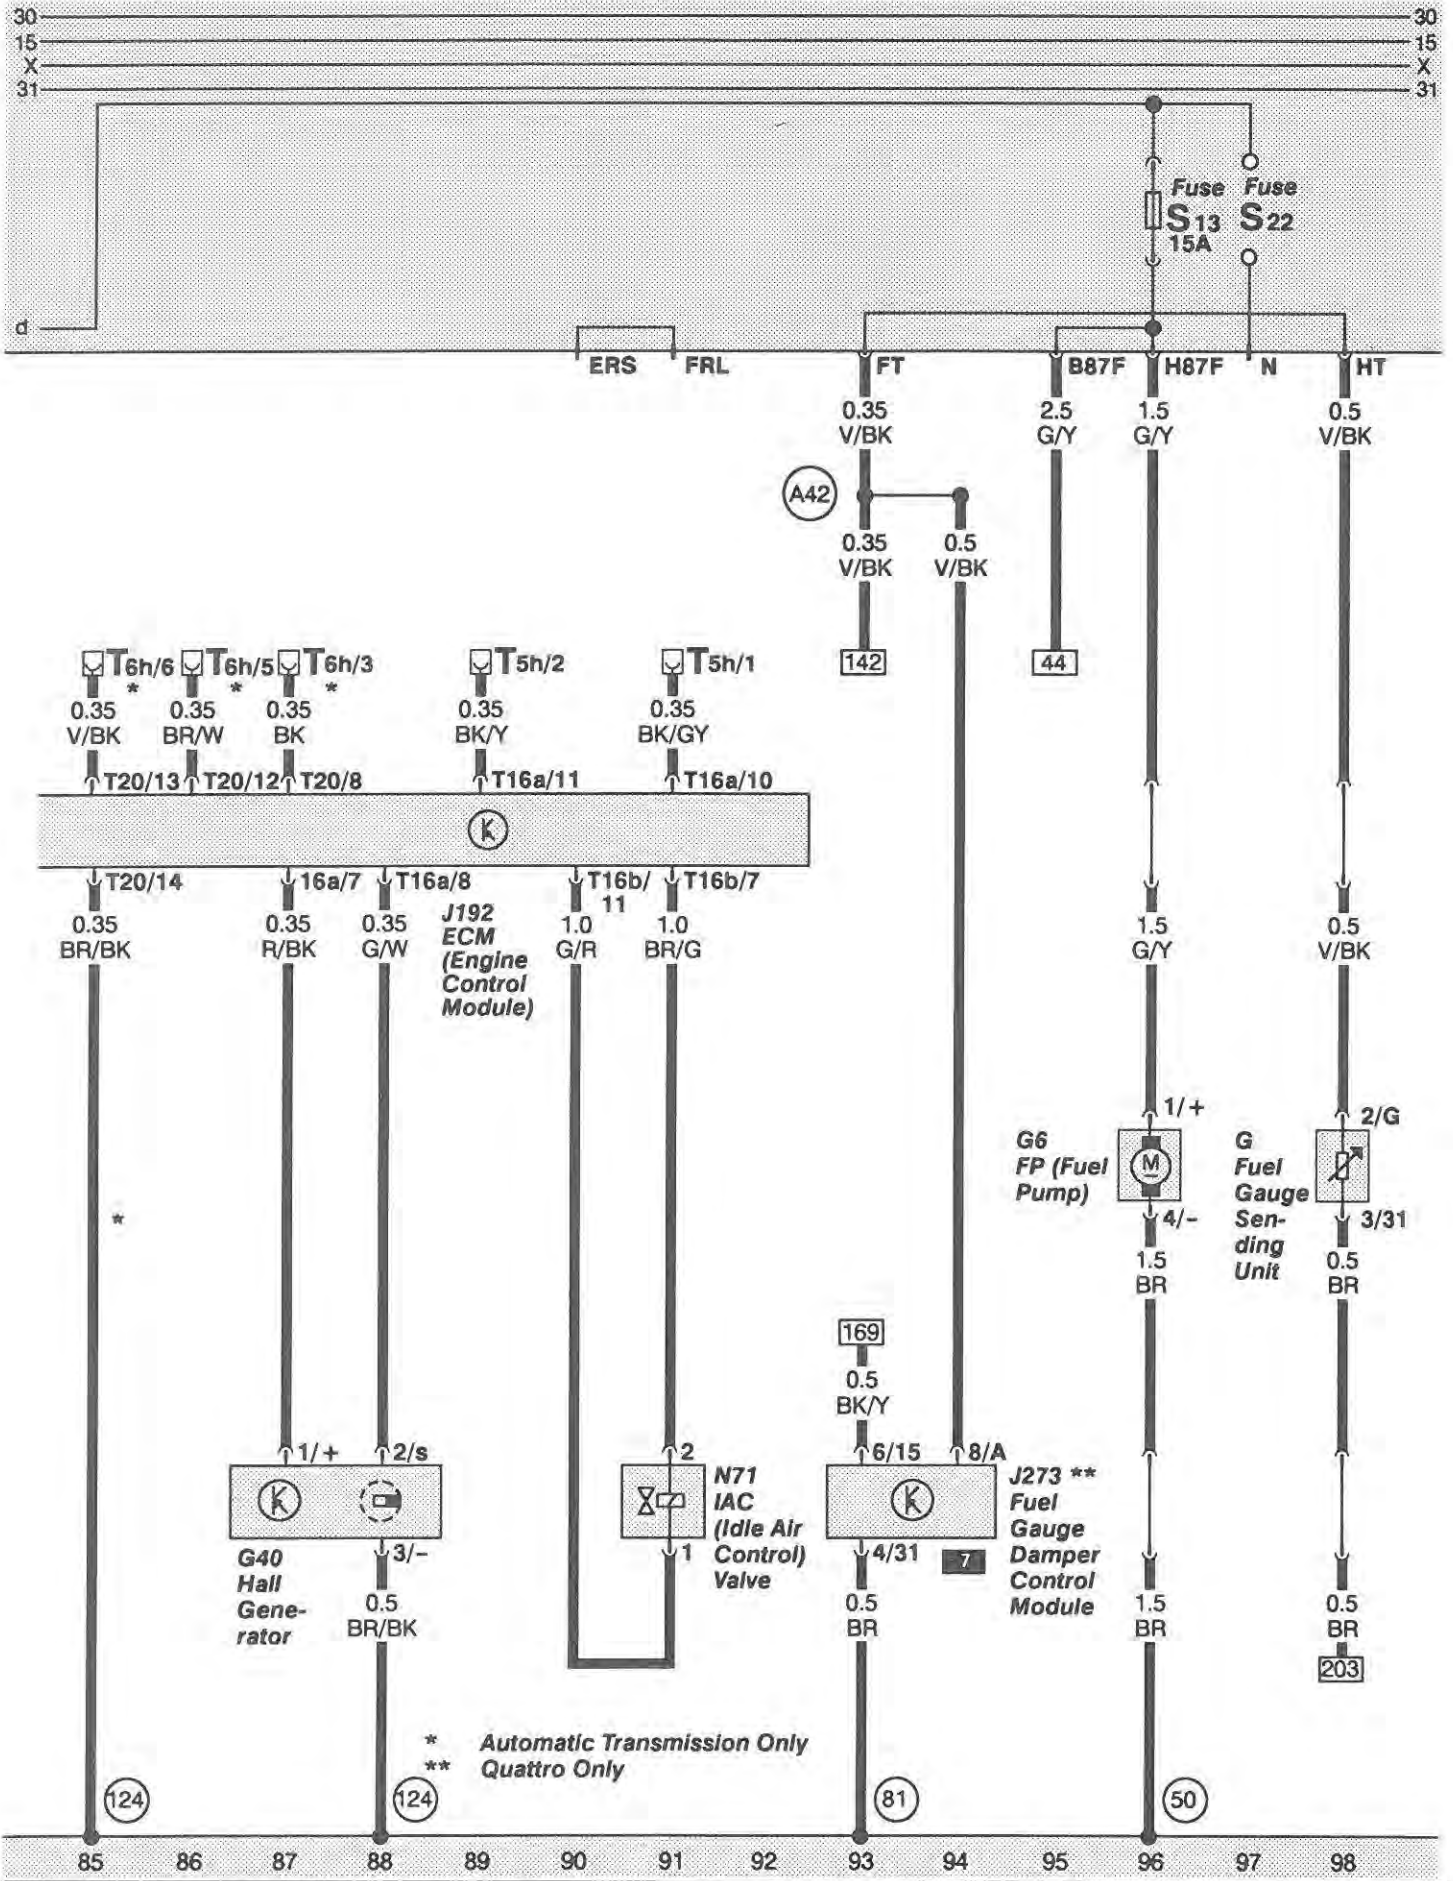 30 30
15 15
X X
31 31
Fuse Fuse
S13 S22
15A
d
ERS FRL FT B87F H87F N HT
0.35 2.5 1.5 0.5
V/BK G/Y G/Y V/BK
A42
0.35 0.5
V/BK V/BK
142 44
T6h/6 T6h/5 T6h/3 T5h/2 T5h/1
* * *
0.35 0.35 0.35 0.35 0.35
V/BK BR/W BK BK/Y BK/GY
T20/13 T20/12 T20/8 T16a/11 T16a/10
T20/14 16a/7 T16a/8 T16b/ T16b/7
11
0.35 0.35 0.35 1.0 1.0 1.5 0.5
BR/BK R/BK G/W G/R BR/G G/Y V/BK
J192
ECM
(Engine
Control
Module)
1/+ 2/G
G6
FP (Fuel
Pump)
M
G
Fuel
Gauge
Sen-
ding
Unit
*
4/– 3/31
1.5 0.5
BR BR
169
0.5
BK/Y
1/+ 2/s 2 6/15 8/A
N71
IAC
(Idle Air
Control)
Valve
J273 **
Fuel
Gauge
Damper
Control
Module
G40
Hall
Gene-
rator
3/– 1 4/31 7
0.5 0.5 1.5 0.5
BR/BK BR BR BR
203
* Automatic Transmission Only
** Quattro Only
124 124 81 50
85 86 87 88 89 90 91 92 93 94 95 96 97 98